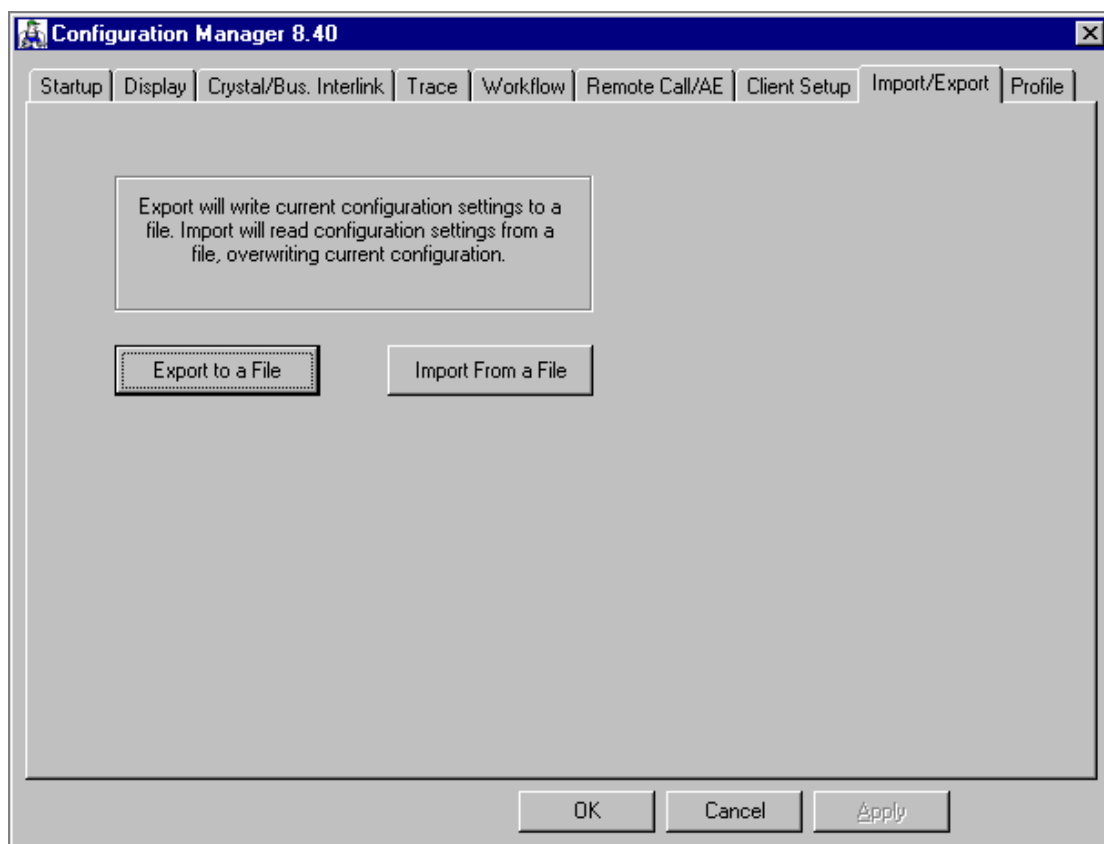 Configuration Manager 8.40
Startup Display Crystal/Bus. Interlink Trace Workflow Remote Call/AE Client Setup Import/Export Profile
Export will write current configuration settings to a
file. Import will read configuration settings from a
file, overwriting current configuration.
Export to a File Import From a File
OK Cancel Apply